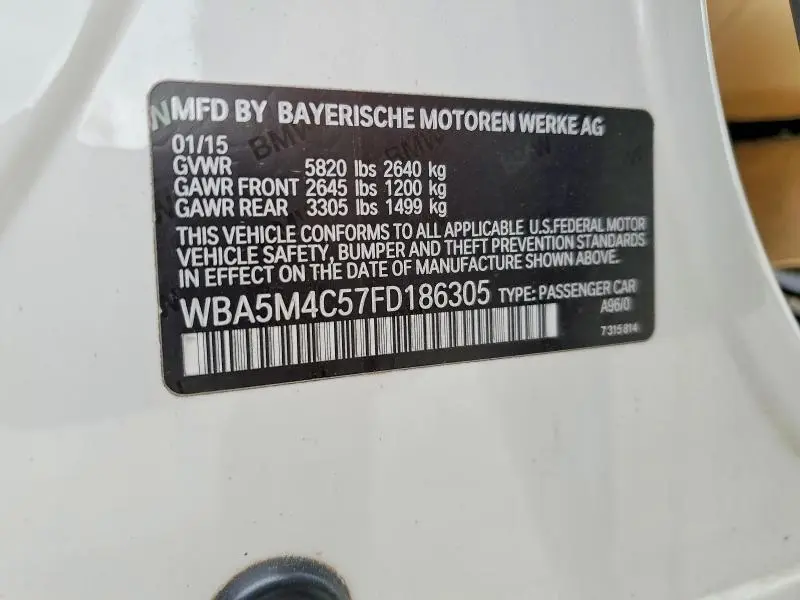 MFD BY BAYERISCHE MOTOREN WERKE AG
01/15
GVWR 5820 lbs 2640 kg
GAWR FRONT 2645 lbs 1200 kg
GAWR REAR 3305 lbs 1499 kg
THIS VEHICLE CONFORMS TO ALL APPLICABLE U.S.FEDERAL MOTOR
VEHICLE SAFETY, BUMPER AND THEFT PREVENTION STANDARDS
IN EFFECT ON THE DATE OF MANUFACTURE SHOWN ABOVE.
WBA5M4C57FD186305 TYPE: PASSENGER CAR
A96/0
7315814